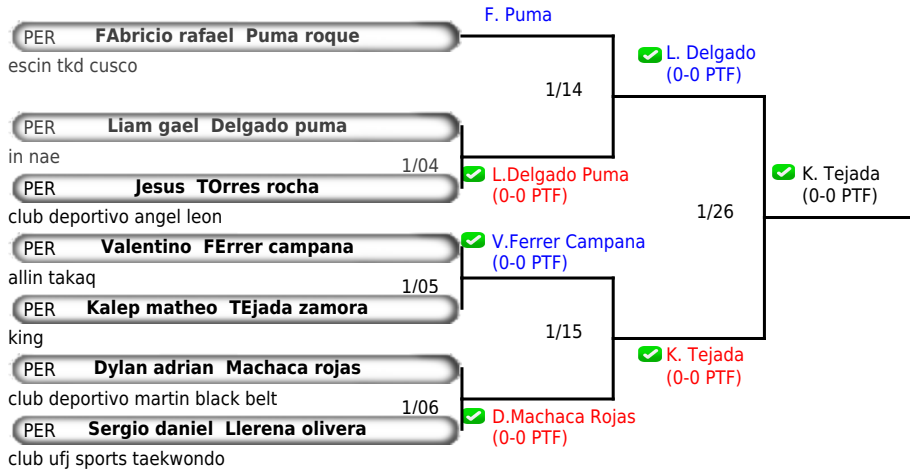 F. Puma
PER FAbricio rafael Puma roque
escin tkd cusco
L. Delgado
(0-0 PTF)
1/14
PER Liam gael Delgado puma
in nae
1/04
L.Delgado Puma
(0-0 PTF)
PER Jesus TOrres rocha
club deportivo angel leon
K. Tejada
(0-0 PTF)
1/26
PER Valentino FErrer campana
allin takaq
V.Ferrer Campana
(0-0 PTF)
1/05
PER Kalep matheo TEjada zamora
king
1/15
K. Tejada
(0-0 PTF)
PER Dylan adrian Machaca rojas
club deportivo martin black belt
1/06
D.Machaca Rojas
(0-0 PTF)
PER Sergio daniel Llerena olivera
club ufj sports taekwondo